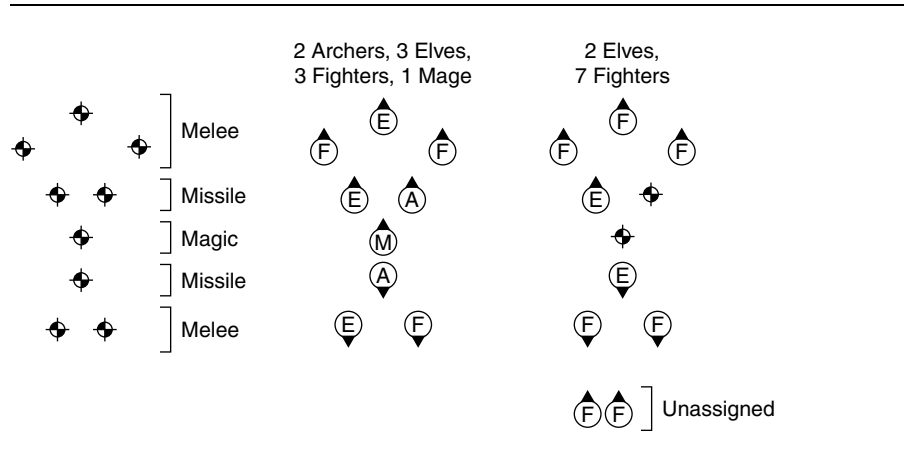 2 Archers, 3 Elves,
3 Fighters, 1 Mage
2 Elves,
7 Fighters
Melee
E
F
F
F
F
F
Missile
E
A
E
Magic
M
Missile
A
E
Melee
E
F
F
F
F
F
Unassigned